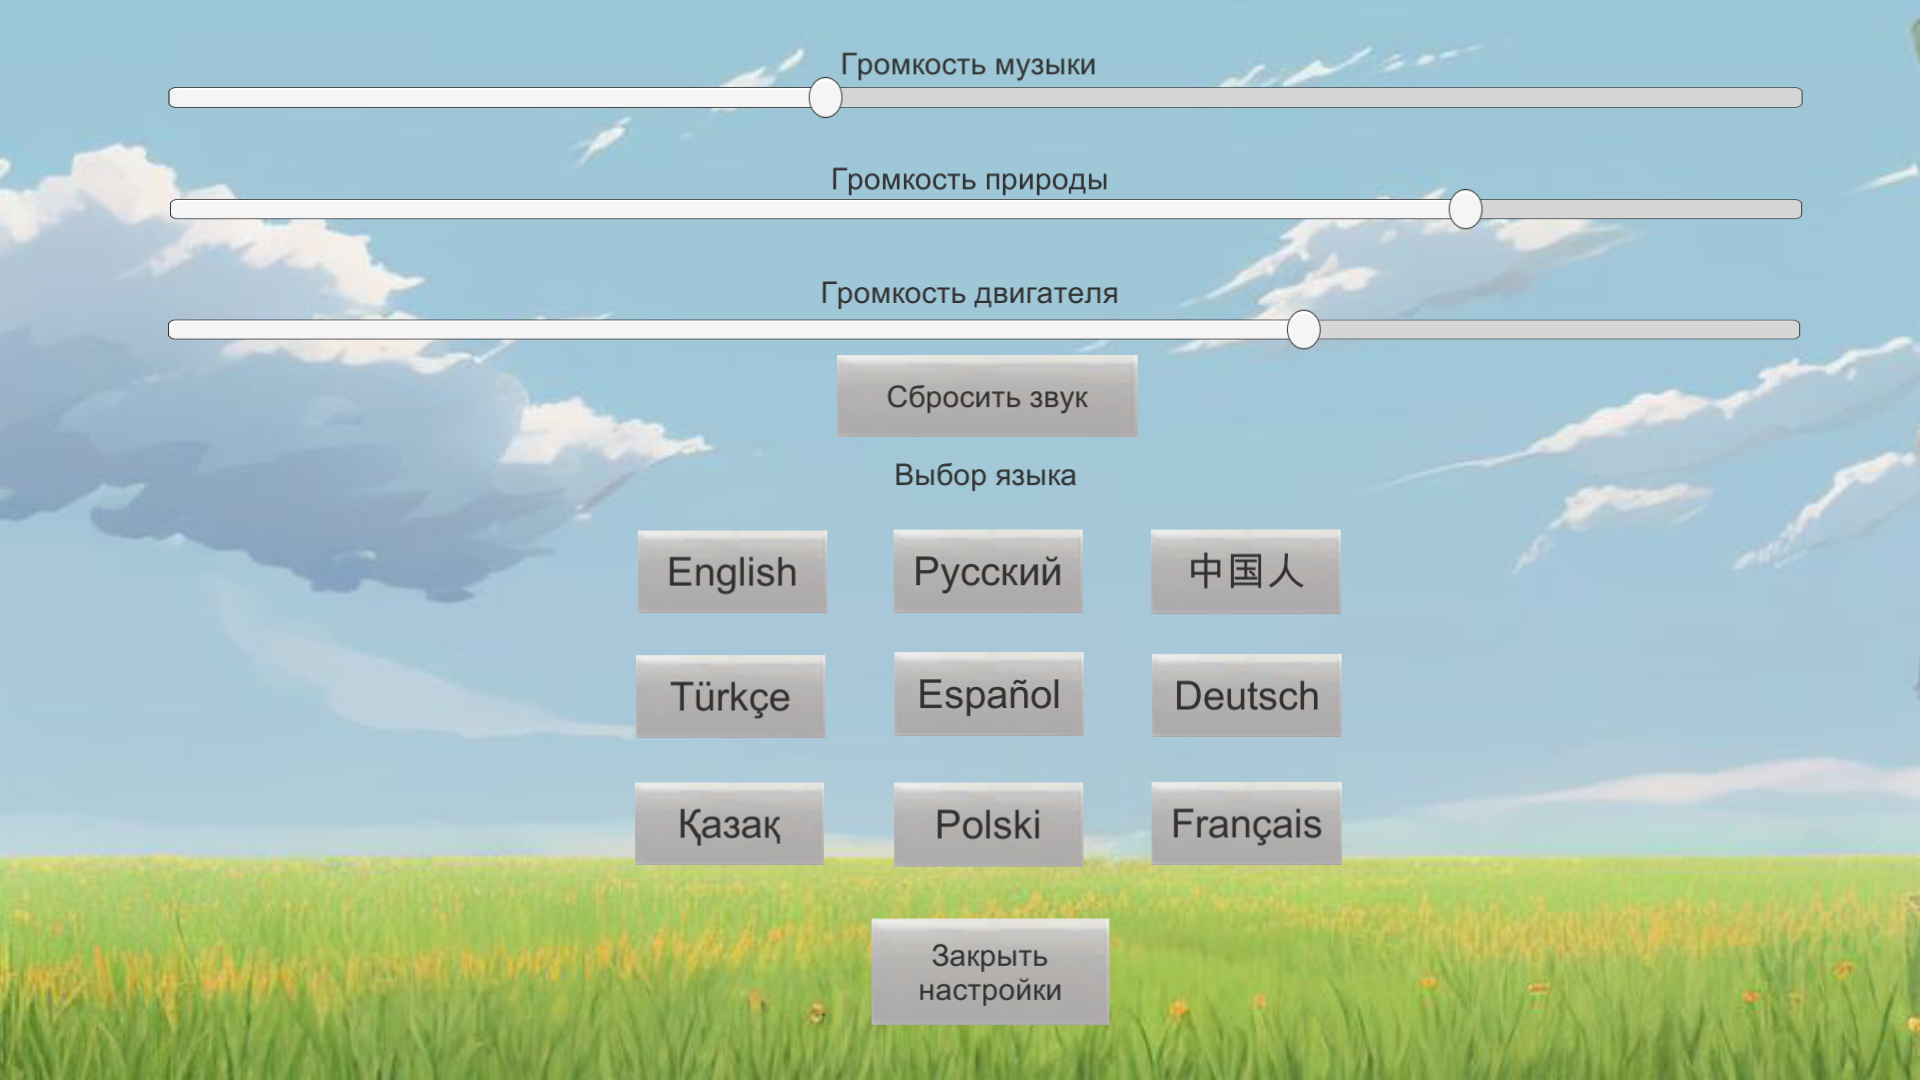 Громкость музыки
Громкость природы
Громкость двигателя
Сбросить звук
Выбор языка
English
Русский
中国人
Türkçe
Español
Deutsch
Қазақ
Polski
Français
Закрыть
настройки